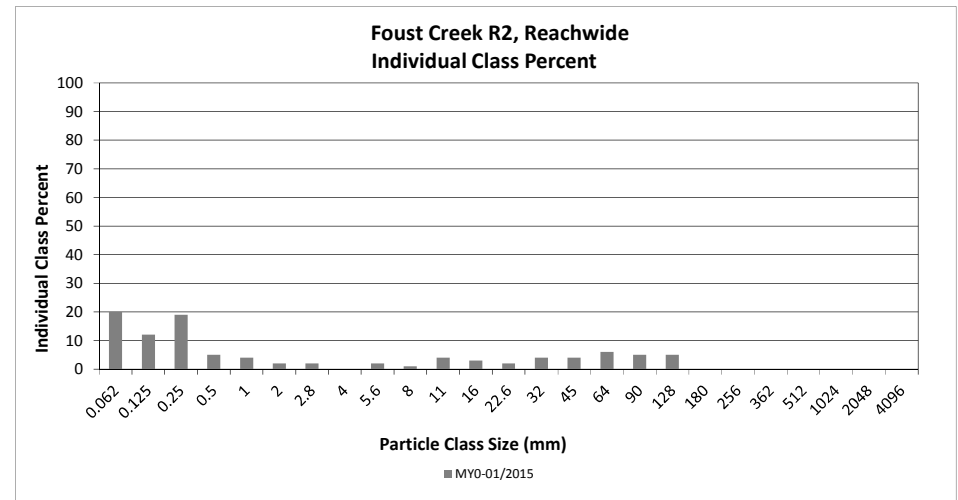 Foust Creek R2, Reachwide
Individual Class Percent
100
90
80
70
60
50
40
30
20
10
0
Individual Class Percent
0.062 0.125 0.25 0.5 1 2 2.8 4 5.6 8 11 16 22.6 32 45 64 90 128 180 256 362 512 1024 2048 4096
Particle Class Size (mm)
MY0-01/2015